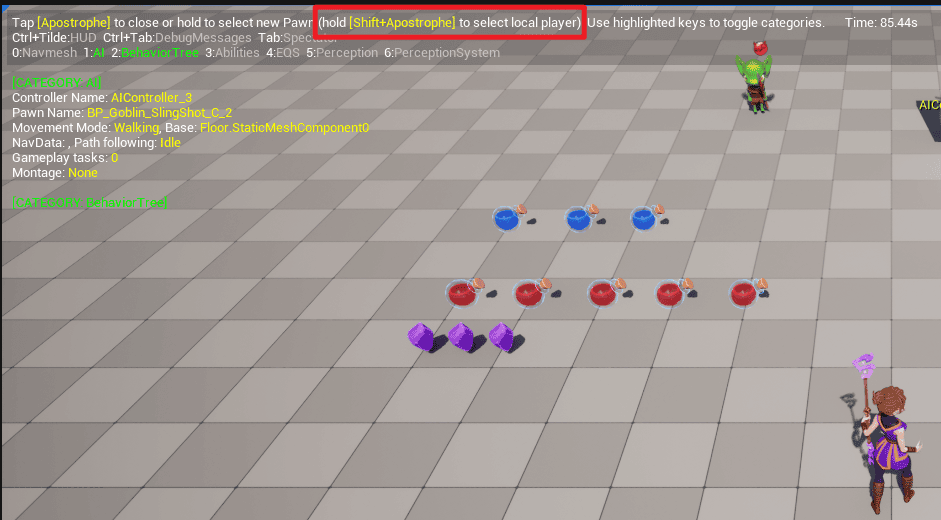 Tap [Apostrophe] to close or hold to select new Pawn (hold [Shift+Apostrophe] to select local player) Use highlighted keys to toggle categories. Time: 85.44s
Ctrl+Tilde:HUD Ctrl+Tab:DebugMessages Tab:Spectator
0:Navmesh 1:AI 2:BehaviorTree 3:Abilities 4:EQS 5:Perception 6:PerceptionSystem
[CATEGORY:AI]
Controller Name: AIController_3
Pawn Name: BP_Goblin_SlingShot_C_2
Movement Mode: Walking, Base: Floor.StaticMeshComponent0
NavData: , Path following: Idle
Gameplay tasks: 0
Montage: None
[CATEGORY:BehaviorTree]